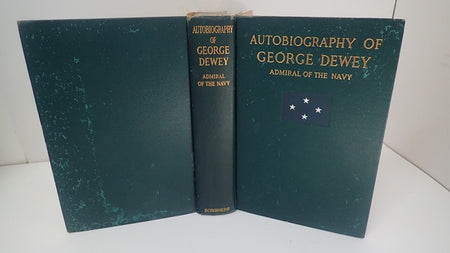 AUTOBIOGRAPHY
OF
GEORGE
DEWEY
ADMIRAL
OF THE NAVY
SCRIBNERS
AUTOBIOGRAPHY OF
GEORGE DEWEY
ADMIRAL OF THE NAVY